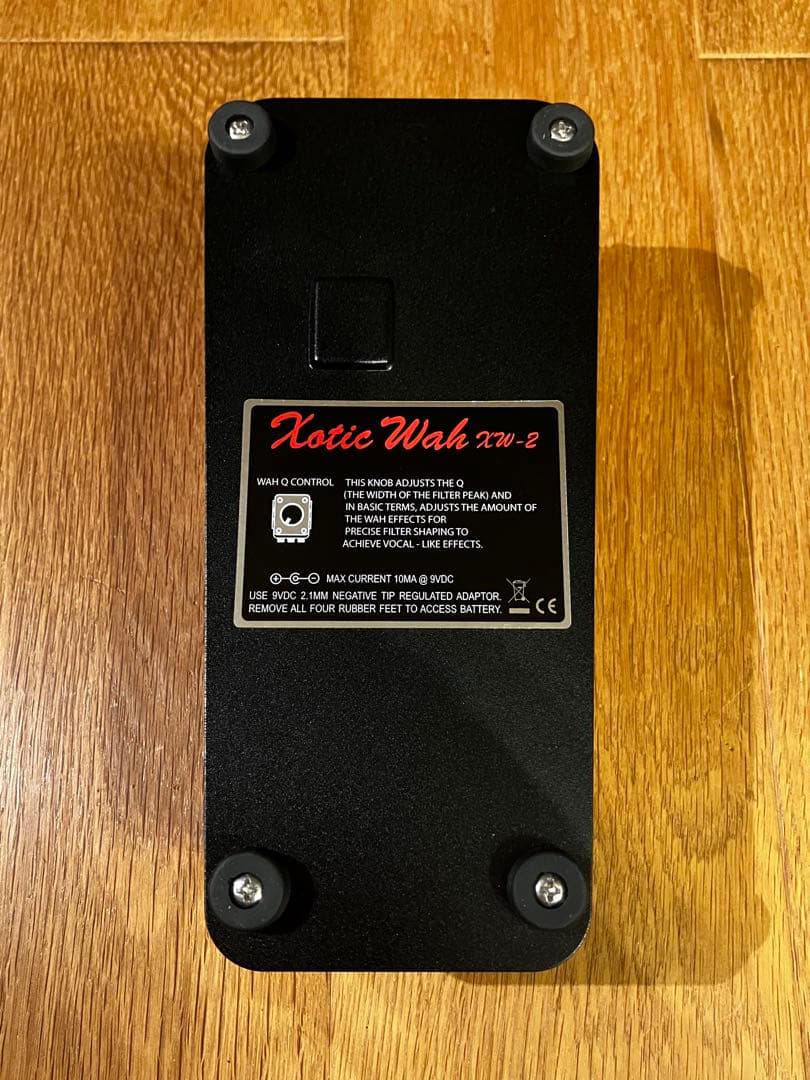 Xotic Wah XW-2
WAH Q CONTROL
THIS KNOB ADJUSTS THE Q
(THE WIDTH OF THE FILTER PEAK) AND
IN BASIC TERMS, ADJUSTS THE AMOUNT OF
THE WAH EFFECTS FOR
PRECISE FILTER SHAPING TO
ACHIEVE VOCAL - LIKE EFFECTS.
MAX CURRENT 10MA @ 9VDC
USE 9VDC 2.1MM NEGATIVE TIP REGULATED ADAPTOR.
REMOVE ALL FOUR RUBBER FEET TO ACCESS BATTERY.
CE